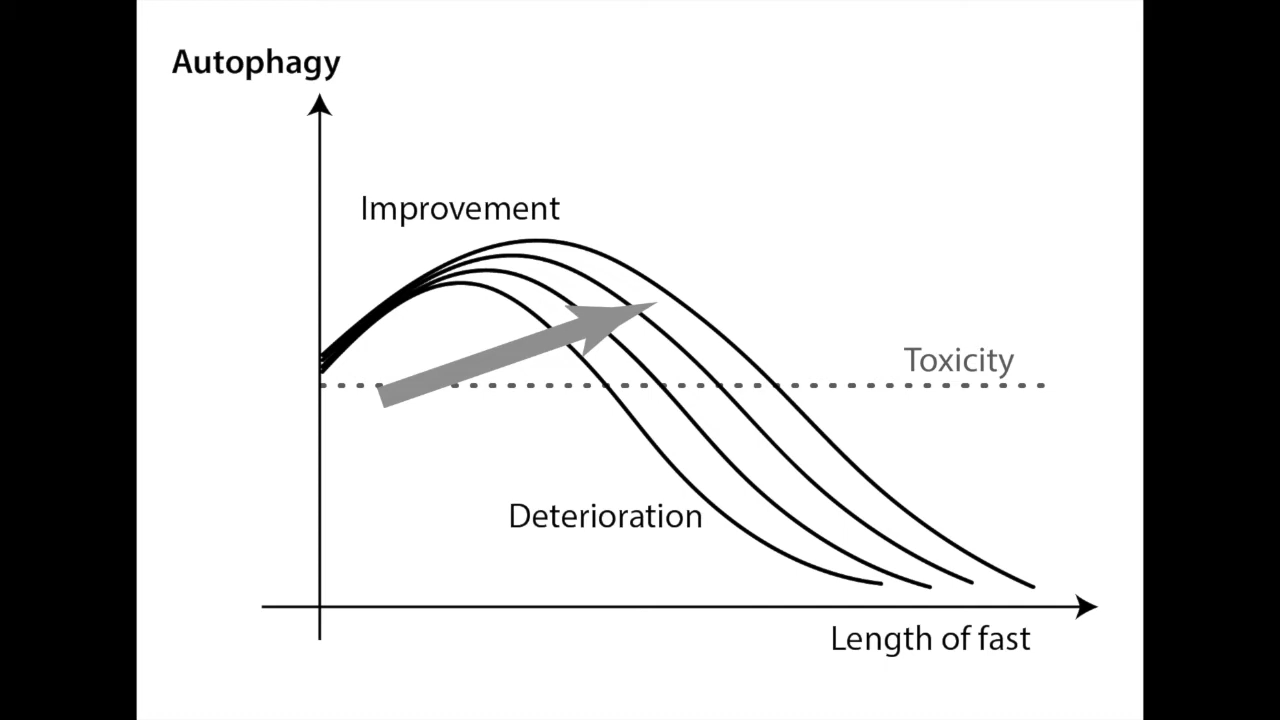 Autophagy
Improvement
Toxicity
Deterioration
Length of fast